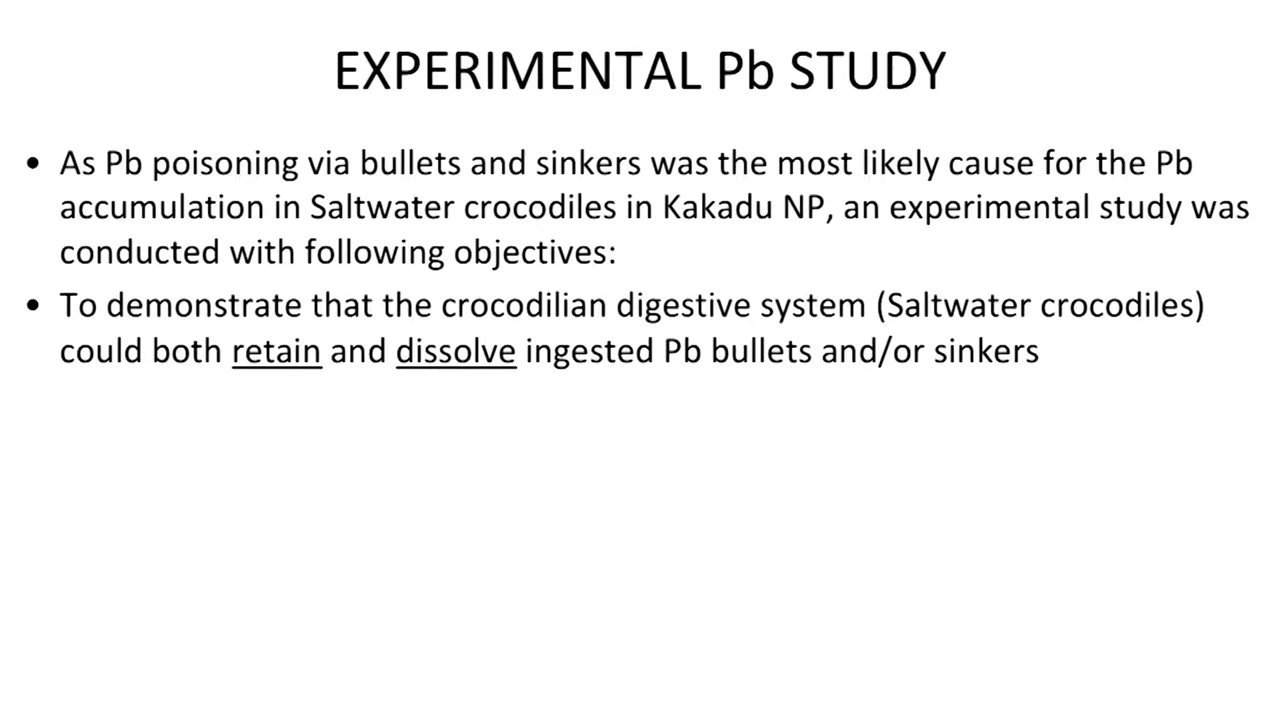 EXPERIMENTAL Pb STUDY
• As Pb poisoning via bullets and sinkers was the most likely cause for the Pb
accumulation in Saltwater crocodiles in Kakadu NP, an experimental study was
conducted with following objectives:
• To demonstrate that the crocodilian digestive system (Saltwater crocodiles)
could both retain and dissolve ingested Pb bullets and/or sinkers